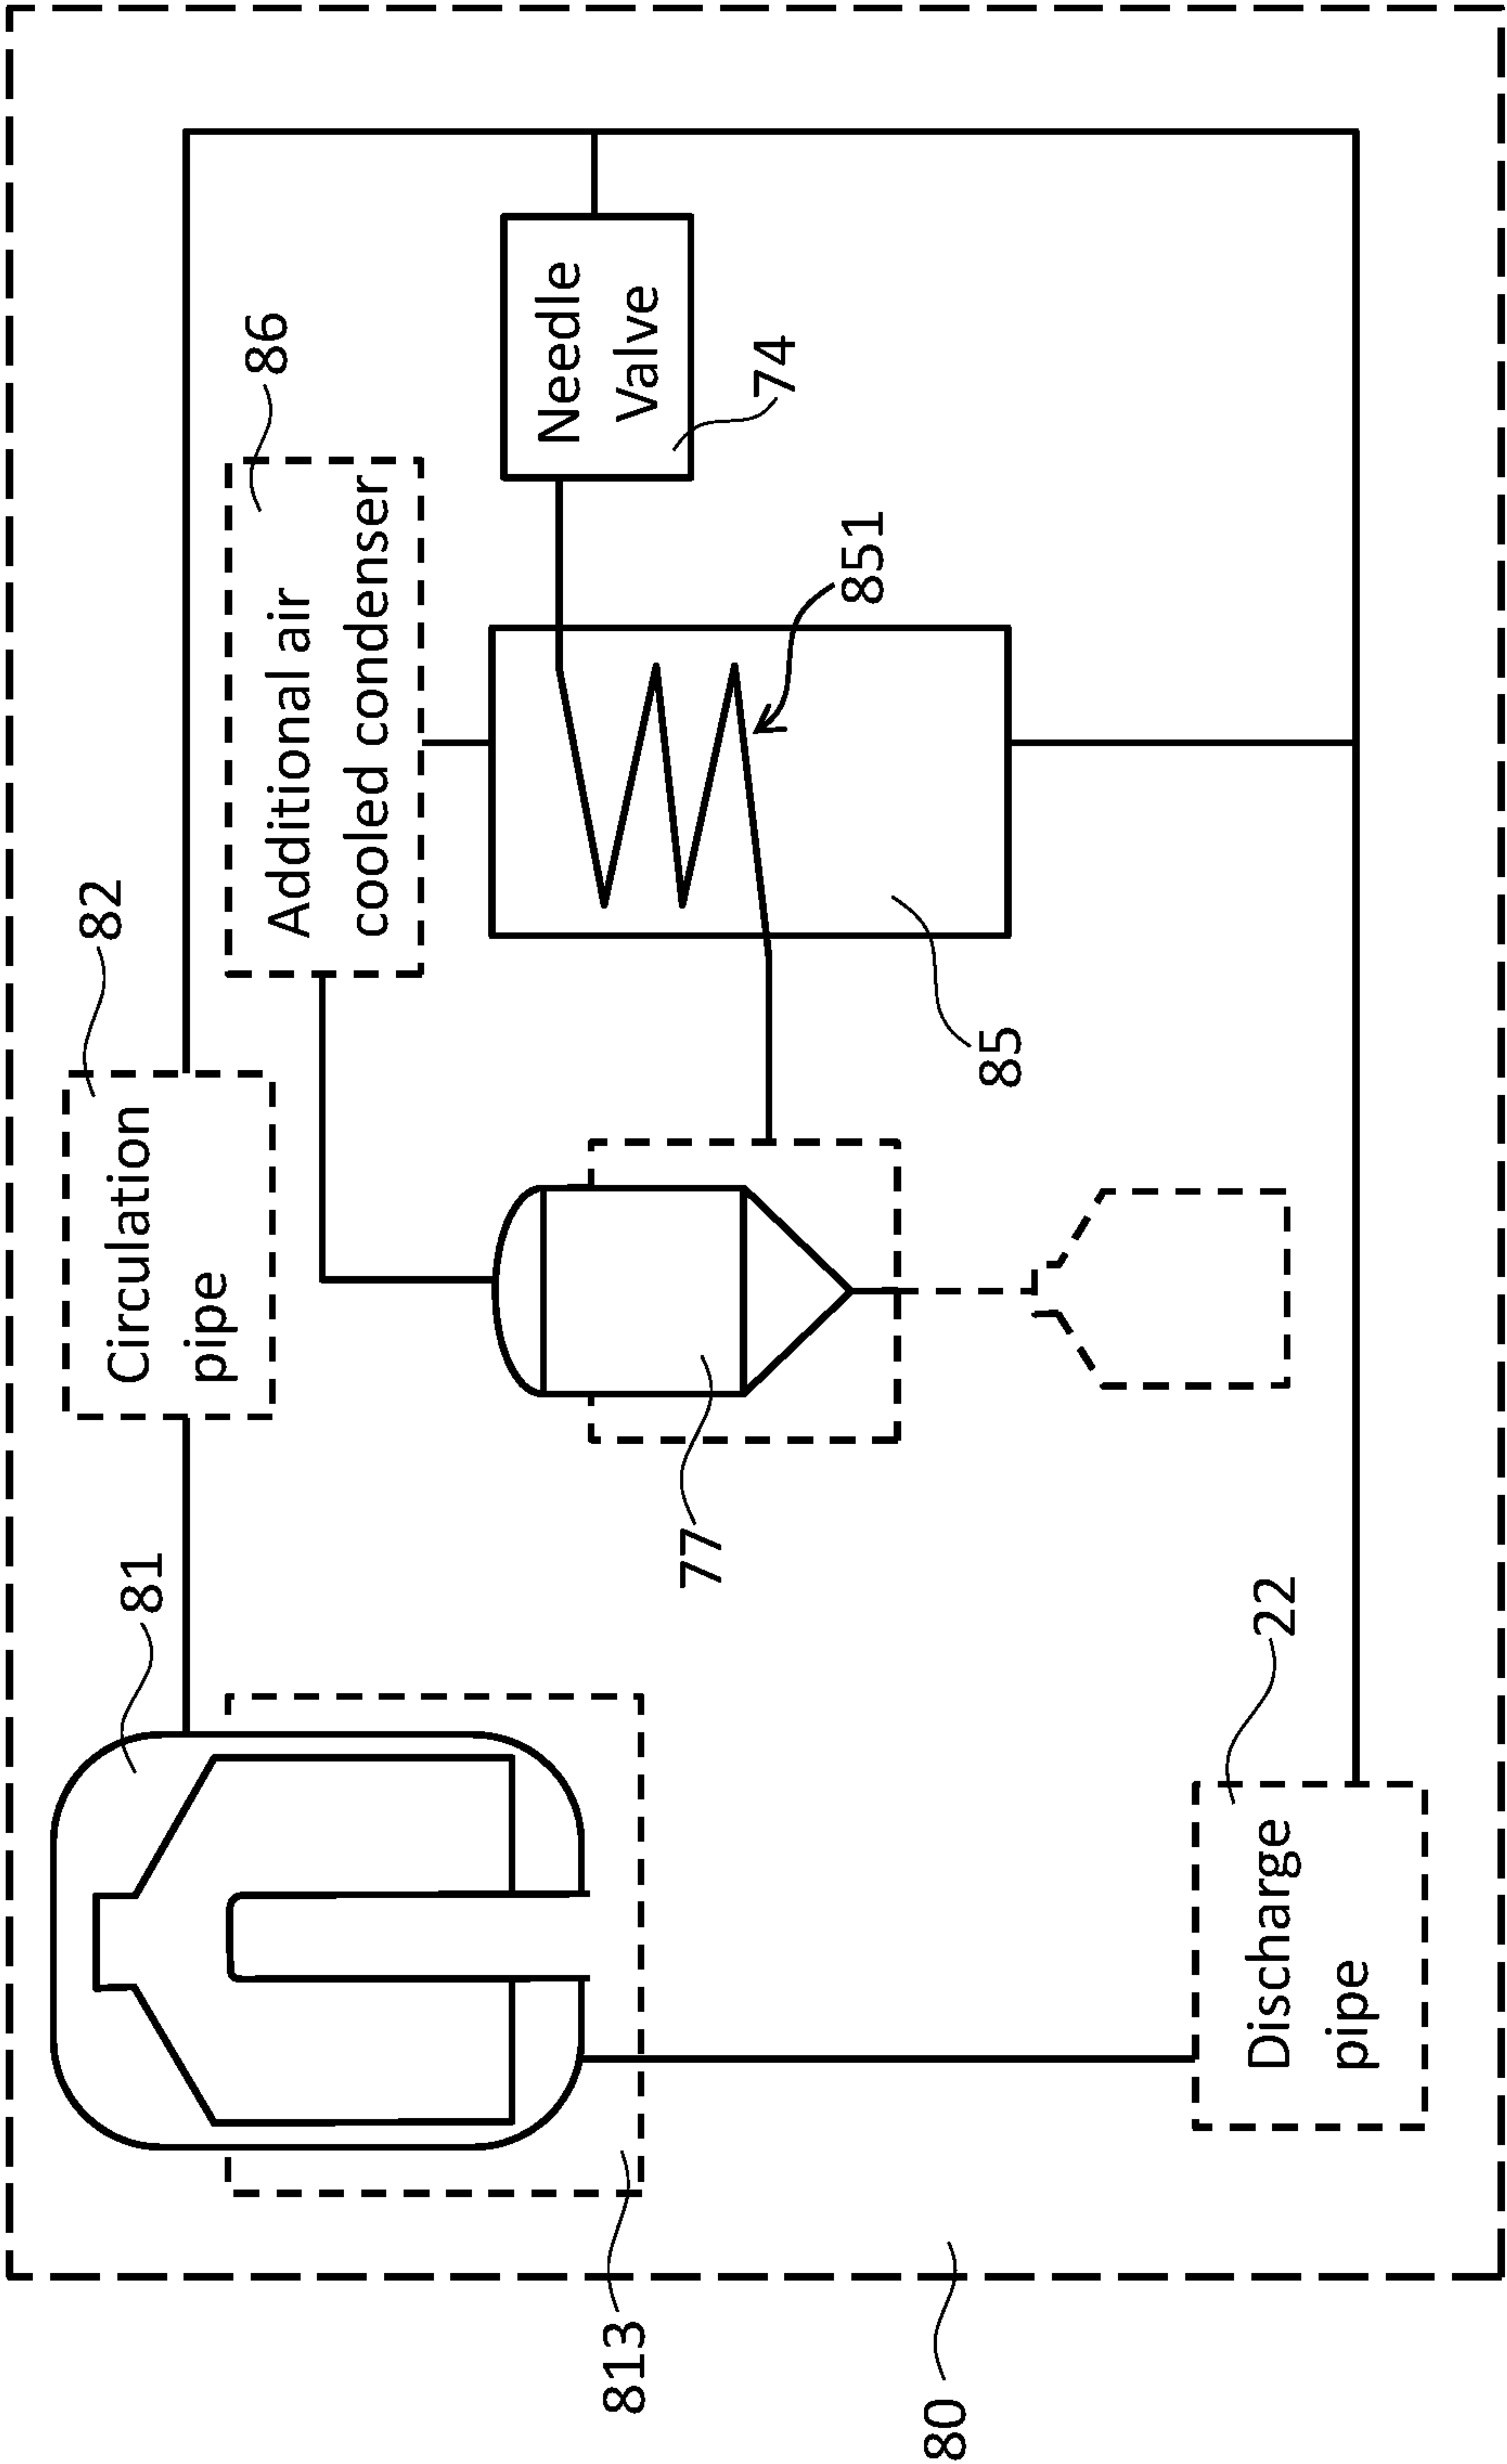 81
Circulation
pipe
82
Additional air
cooled condenser
86
Needle
Valve
74
851
85
77
813
Discharge
pipe
22
80